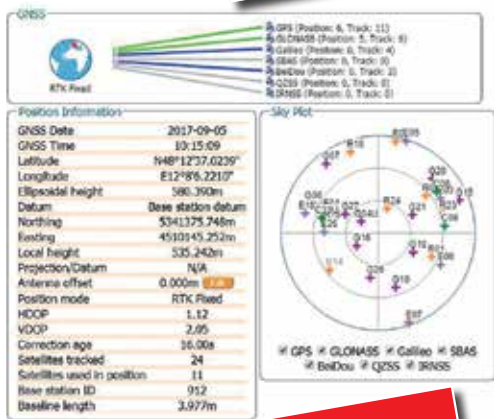 GNSS
GPS (Position: 6, Track: 11)
GLONASS (Position: 5, Track: 6)
Galileo (Position: 0, Track: 4)
SBAS (Position: 0, Track: 0)
BeiDou (Position: 0, Track: 2)
QZSS (Position: 0, Track: 0)
IRNSS (Position: 0, Track: 0)
RTK Fixed
Position Information
GNSS Date 2017-09-05
GNSS Time 10:15:09
Latitude N48°12'37.0239"
Longitude E12°8'6.2210"
Ellipsoidal height 580.390m
Datum Base station datum
Northing 5341375.748m
Easting 4510145.252m
Local height 535.242m
Projection/Datum N/A
Antenna offset 0.000m
Position mode RTK Fixed
HDOP 1.12
VDOP 2.05
Correction age 16.00s
Satellites tracked 24
Satellites used in position 11
Base station ID 912
Baseline length 3.977m
Sky Plot
R24
G21
G16
G26
GPS GLONASS Galileo SBAS
BeiDou QZSS IRNSS